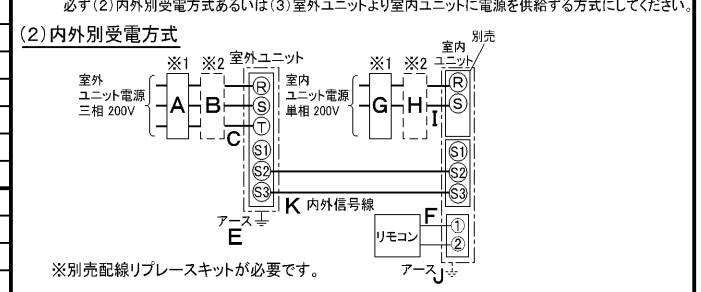 必ず(2)内外別受電方式あるいは(3)室外ユニットより室内ユニットに電源を供給する方式にしてください。
(2)内外別受電方式
※1 ※2 室外ユニット
室外
ユニット電源
三相 200V
A B C
R
S
T
S1
S2
S3
アース
E
※1 ※2
室内
ユニット
別売
室内
ユニット電源
単相 200V
G H I
R
S
S1
S2
S3
K 内外信号線
F
リモコン
①
②
アース J
※別売配線リプレースキットが必要です。